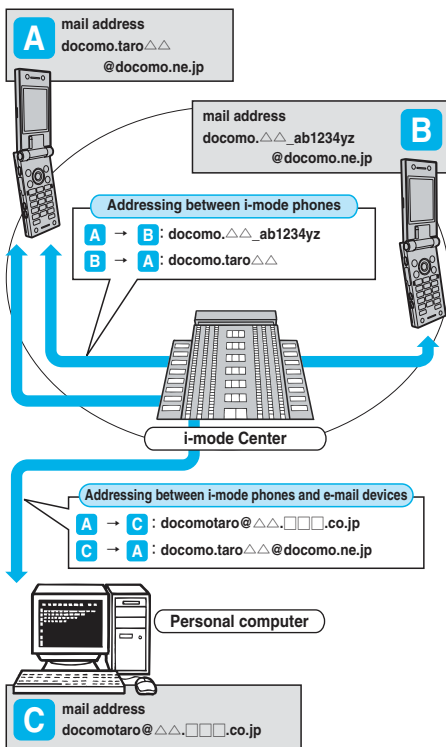 A
mail address
docomo.taro△△
@docomo.ne.jp
mail address
docomo.△△_ab1234yz
@docomo.ne.jp
B
Addressing between i-mode phones
A → B: docomo.△△_ab1234yz
B → A: docomo.taro△△
i-mode Center
Addressing between i-mode phones and e-mail devices
A → C: docomotaro@△△.□□□.co.jp
C → A: docomo.taro△△@docomo.ne.jp
Personal computer
C
mail address
docomotaro@△△.□□□.co.jp